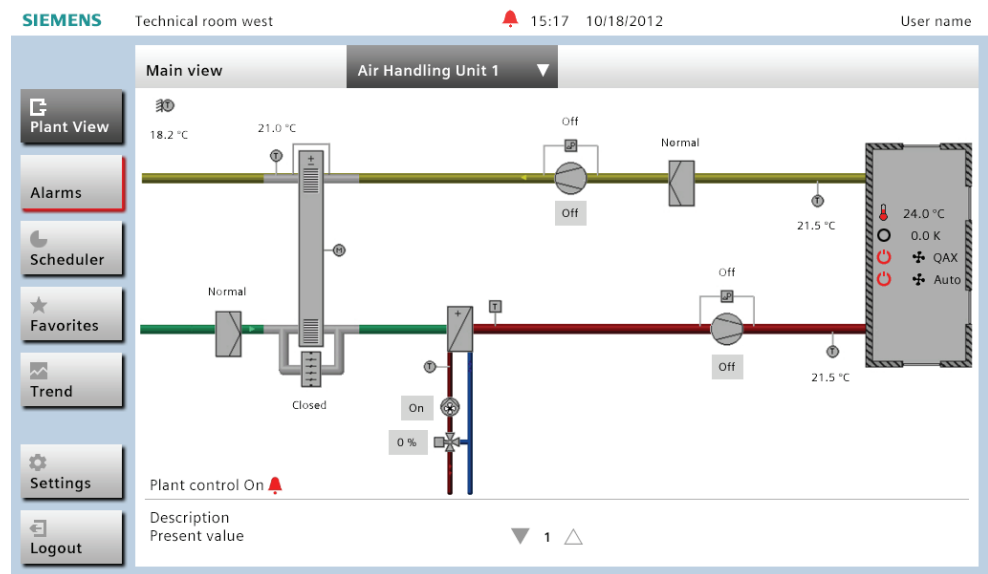 SIEMENS
Technical room west
15:17 10/18/2012
User name
Main view
Air Handling Unit 1
Plant View
Alarms
Scheduler
Favorites
Trend
Settings
Logout
T
18.2 °C
21.0 °C
T
+
M
Off
P
Off
Normal
T
21.5 °C
24.0 °C
0.0 K
QAX
Auto
Normal
Closed
+
T
T
On
0 %
Off
P
Off
T
21.5 °C
Plant control On
Description
Present value
1